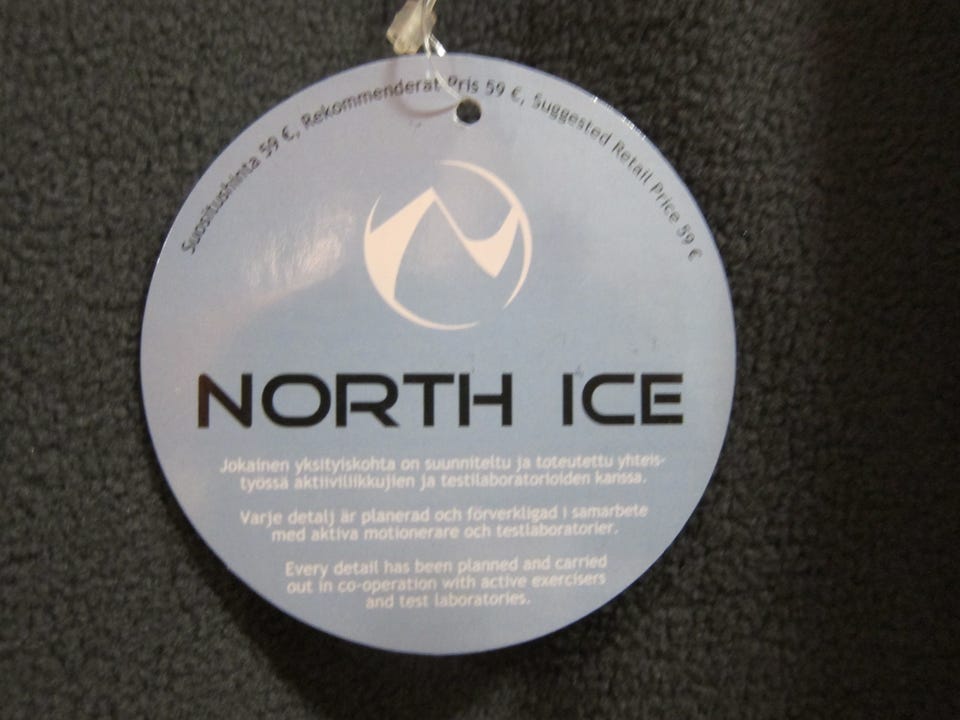 Suositushinta 59 €, Rekommenderat Pris 59 €, Suggested Retail Price 59 €
NORTH ICE
Jokainen yksityiskohta on suunniteltu ja toteutettu yhteis-
työssä aktiiviliikkujien ja testilaboratorioiden kanssa.
Varje detalj är planerad och förverkligad i samarbete
med aktiva motionerare och testlaboratorier.
Every detail has been planned and carried
out in co-operation with active exercisers
and test laboratories.